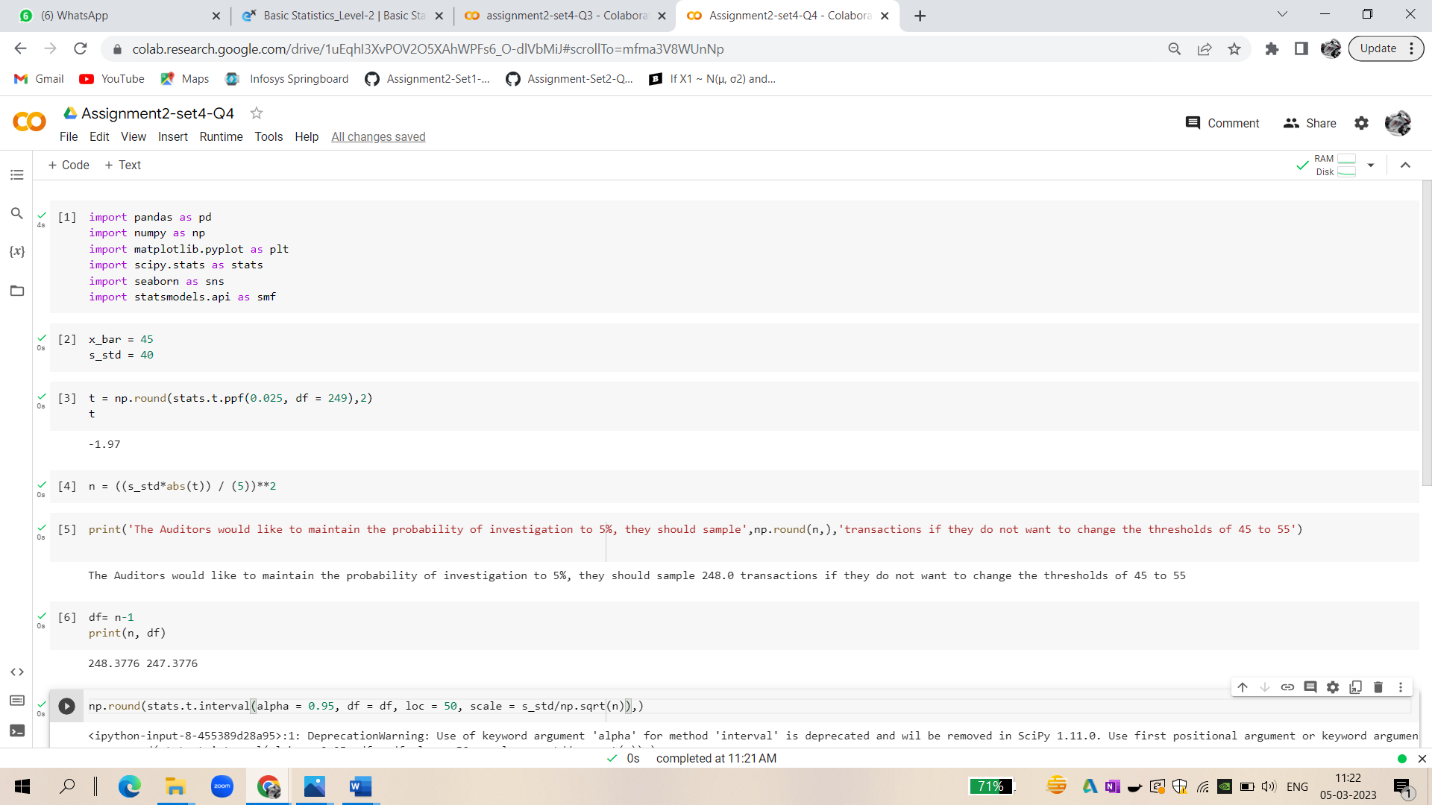 (6) WhatsApp
Basic Statistics_Level-2 | Basic Sta
assignment2-set4-Q3 - Colabora
Assignment2-set4-Q4 - Colabora
colab.research.google.com/drive/1uEqhI3XvPOV2O5XAhWPFs6_O-dlVbMiJ#scrollTo=mfma3V8WUnNp
Update
Gmail
YouTube
Maps
Infosys Springboard
Assignment2-Set1-...
Assignment-Set2-Q...
If X1 ~ N(μ, σ2) and...
Assignment2-set4-Q4
File Edit View Insert Runtime Tools Help All changes saved
Comment
Share
+ Code + Text
RAM
Disk
[1] import pandas as pd
4s
import numpy as np
import matplotlib.pyplot as plt
import scipy.stats as stats
import seaborn as sns
import statsmodels.api as smf
[2] x_bar = 45
0s
s_std = 40
[3] t = np.round(stats.t.ppf(0.025, df = 249),2)
0s
t
-1.97
[4] n = ((s_std*abs(t)) / (5))**2
0s
[5] print('The Auditors would like to maintain the probability of investigation to 5%, they should sample',np.round(n,),'transactions if they do not want to change the thresholds of 45 to 55')
0s
The Auditors would like to maintain the probability of investigation to 5%, they should sample 248.0 transactions if they do not want to change the thresholds of 45 to 55
[6] df= n-1
0s
print(n, df)
248.3776 247.3776
np.round(stats.t.interval(alpha = 0.95, df = df, loc = 50, scale = s_std/np.sqrt(n)),)
0s
<ipython-input-8-455389d28a95>:1: DeprecationWarning: Use of keyword argument 'alpha' for method 'interval' is deprecated and wil be removed in SciPy 1.11.0. Use first positional argument or keyword argumen
0s completed at 11:21 AM
zoom
71%
ENG
11:22
05-03-2023
1